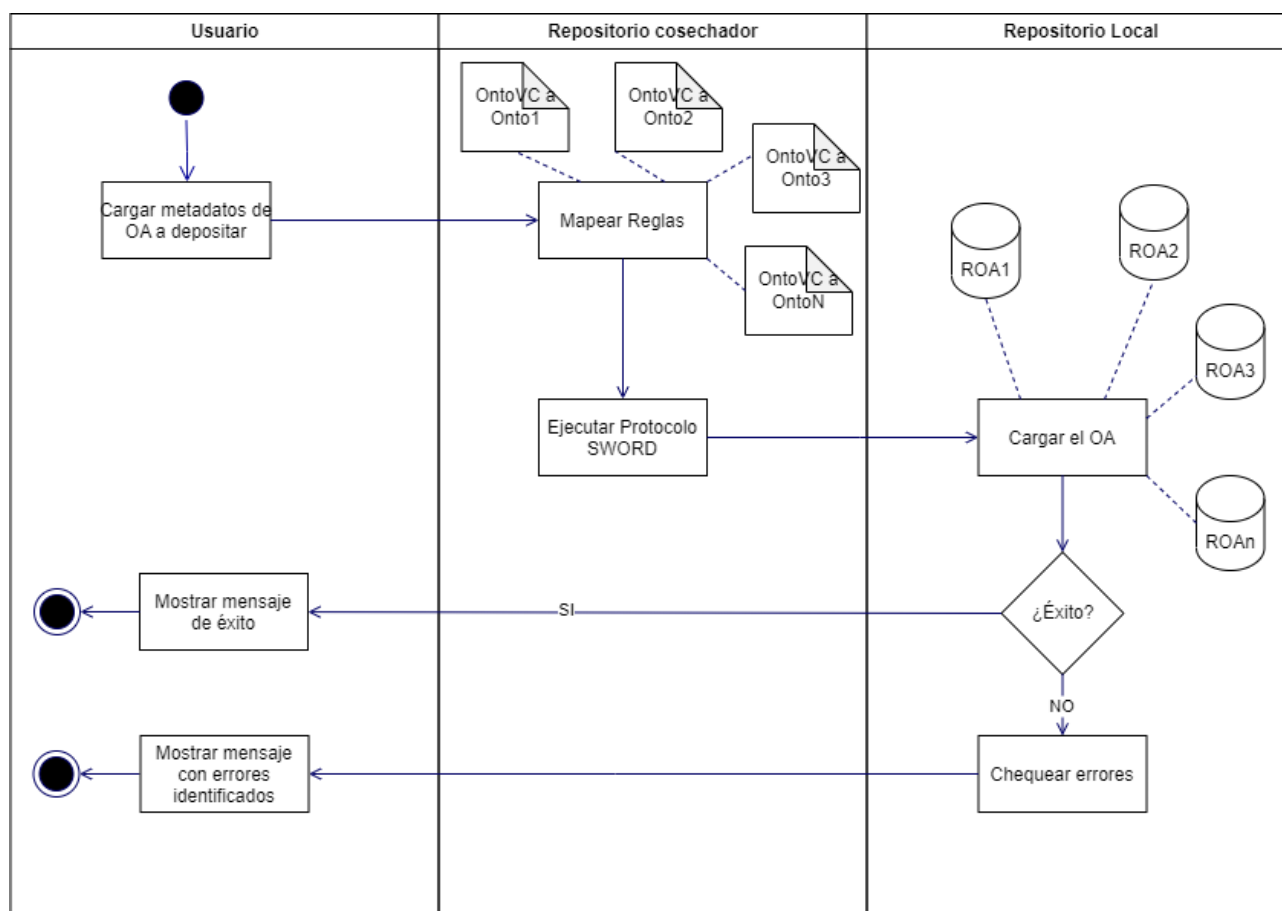 Usuario
Repositorio cosechador
Repositorio Local
OntoVC a
Onto1
OntoVC a
Onto2
OntoVC a
Onto3
Cargar metadatos de
OA a depositar
Mapear Reglas
OntoVC a
OntoN
ROA1
ROA2
ROA3
Ejecutar Protocolo
SWORD
Cargar el OA
ROAn
Mostrar mensaje
de éxito
SI
¿Éxito?
NO
Mostrar mensaje
con errores
identificados
Chequear errores